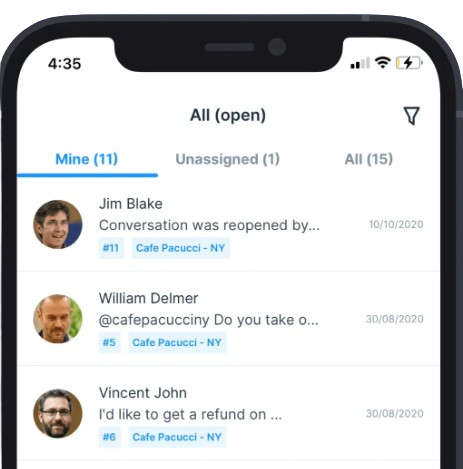 4:35
All (open)
Mine (11) Unassigned (1) All (15)
Jim Blake
Conversation was reopened by... 10/10/2020
#11 Cafe Pacucci - NY
William Delmer
@cafepacucciny Do you take o... 30/08/2020
#5 Cafe Pacucci - NY
Vincent John
I'd like to get a refund on ... 30/08/2020
#6 Cafe Pacucci - NY